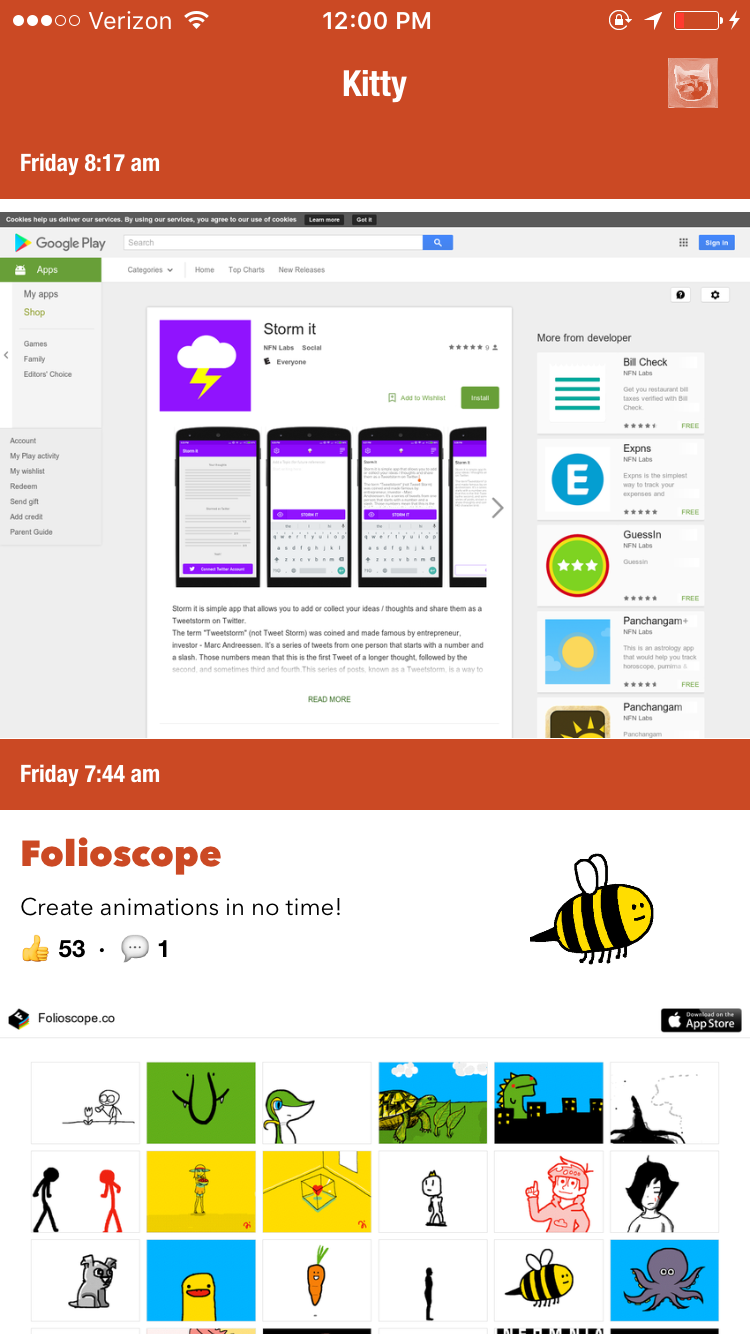 Verizon
12:00 PM
Kitty
Friday 8:17 am
Cookies help us deliver our services. By using our services, you agree to our use of cookies
Learn more
Got it
Google Play
Search
Sign in
Apps
Categories
Home
Top Charts
New Releases
My apps
Shop
Games
Family
Editors' Choice
Account
My Play activity
My wishlist
Redeem
Send gift
Add credit
Parent Guide
Storm it
NFN Labs Social
9
Everyone
Add to Wishlist
Install
Storm it
STORM IT
STORM IT
Connect Twitter Account
Storm it is simple app that allows you to add or collect your ideas / thoughts and share them as a
Tweetstorm on Twitter.
The term "Tweetstorm" (not Tweet Storm) was coined and made famous by entrepreneur,
investor - Marc Andreessen. It's a series of tweets from one person that starts with a number and
a slash. Those numbers mean that this is the first Tweet of a longer thought, followed by the
second, and sometimes third and fourth.This series of posts, known as a Tweetstorm, is a way to
READ MORE
More from developer
Bill Check
NFN Labs
Get you restaurant bill
taxes verified with Bill
Check.
FREE
Expns
NFN Labs
Expns is the simplest
way to track your
expenses and
FREE
E
GuessIn
NFN Labs
Guessin
FREE
Panchangam+
NFN Labs
This is an astrology app
that would help you track
horoscope, purnima
FREE
Panchangam
NFN Labs
Panchangam
Friday 7:44 am
Folioscope
Create animations in no time!
53 · 1
Folioscope.co
Download on the
App Store